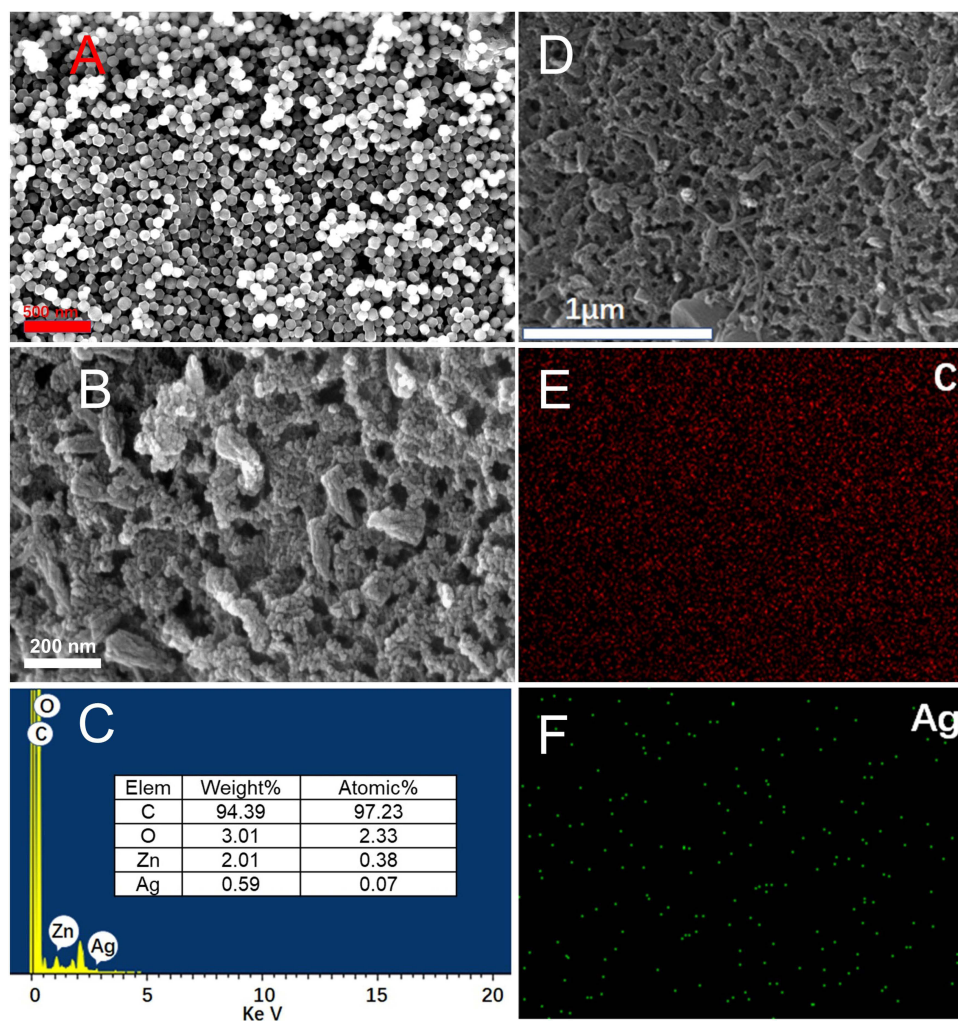 A
500 nm
B
200 nm
C
O
C
Elem Weight% Atomic%
C 94.39 97.23
O 3.01 2.33
Zn 2.01 0.38
Ag 0.59 0.07
Zn
Ag
0 5 10 15 20
Ke V
D
1µm
E
C
F
Ag